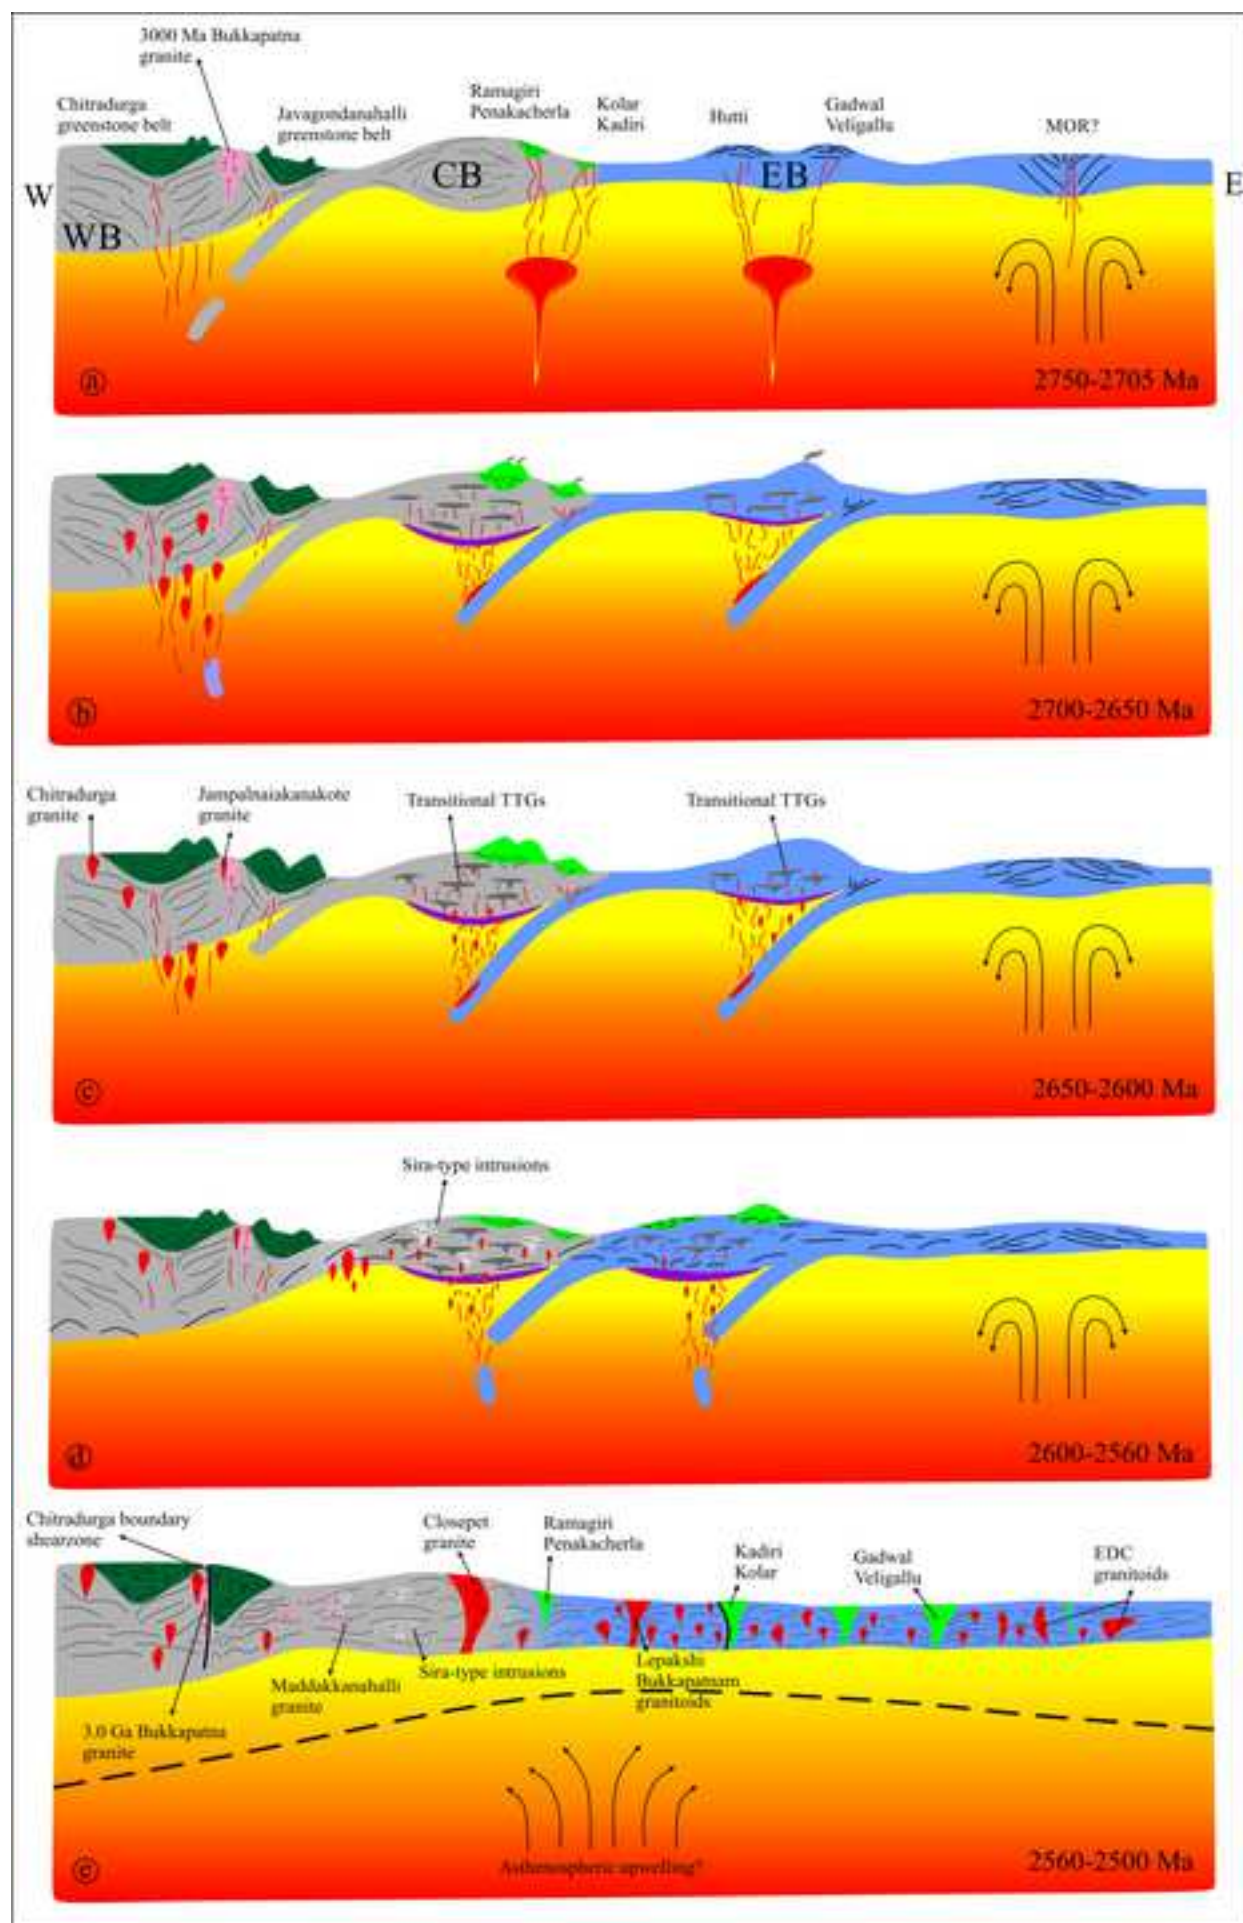 3000 Ma Bukkapatna
granite
Chitradurga
greenstone belt
Javagondanahalli
greenstone belt
Ramagiri
Penakacherla
Kolar
Kadiri
Hutti
Gadwal
Veligallu
MOR?
W
E
CB
EB
WB
a
2750-2705 Ma
b
2700-2650 Ma
Chitradurga
granite
Jampalnaiakanakote
granite
Transitional TTGs
Transitional TTGs
c
2650-2600 Ma
Sira-type intrusions
d
2600-2560 Ma
Chitradurga boundary
shearzone
Closepet
granite
Ramagiri
Penakacherla
Kadiri
Kolar
Gadwal
Veligallu
EDC
granitoids
Maddakkanahalli
granite
Sira-type intrusions
Lepakshi
Bukkapatnam
granitoids
3.0 Ga Bukkapatna
granite
Asthenospheric upwelling?
e
2560-2500 Ma